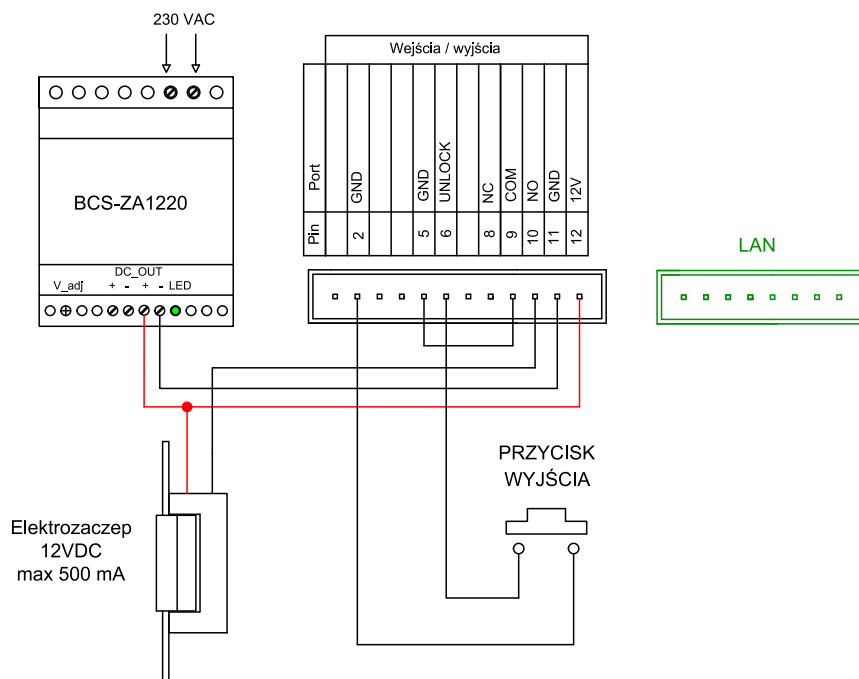 230 VAC
BCS-ZA1220
DC_OUT
V_adj + - + - LED
Wejścia / wyjścia
Port GND GND UNLOCK NC COM NO GND 12V
Pin 2 5 6 8 9 10 11 12
LAN
PRZYCISK
WYJŚCIA
Elektrozaczep
12VDC
max 500 mA